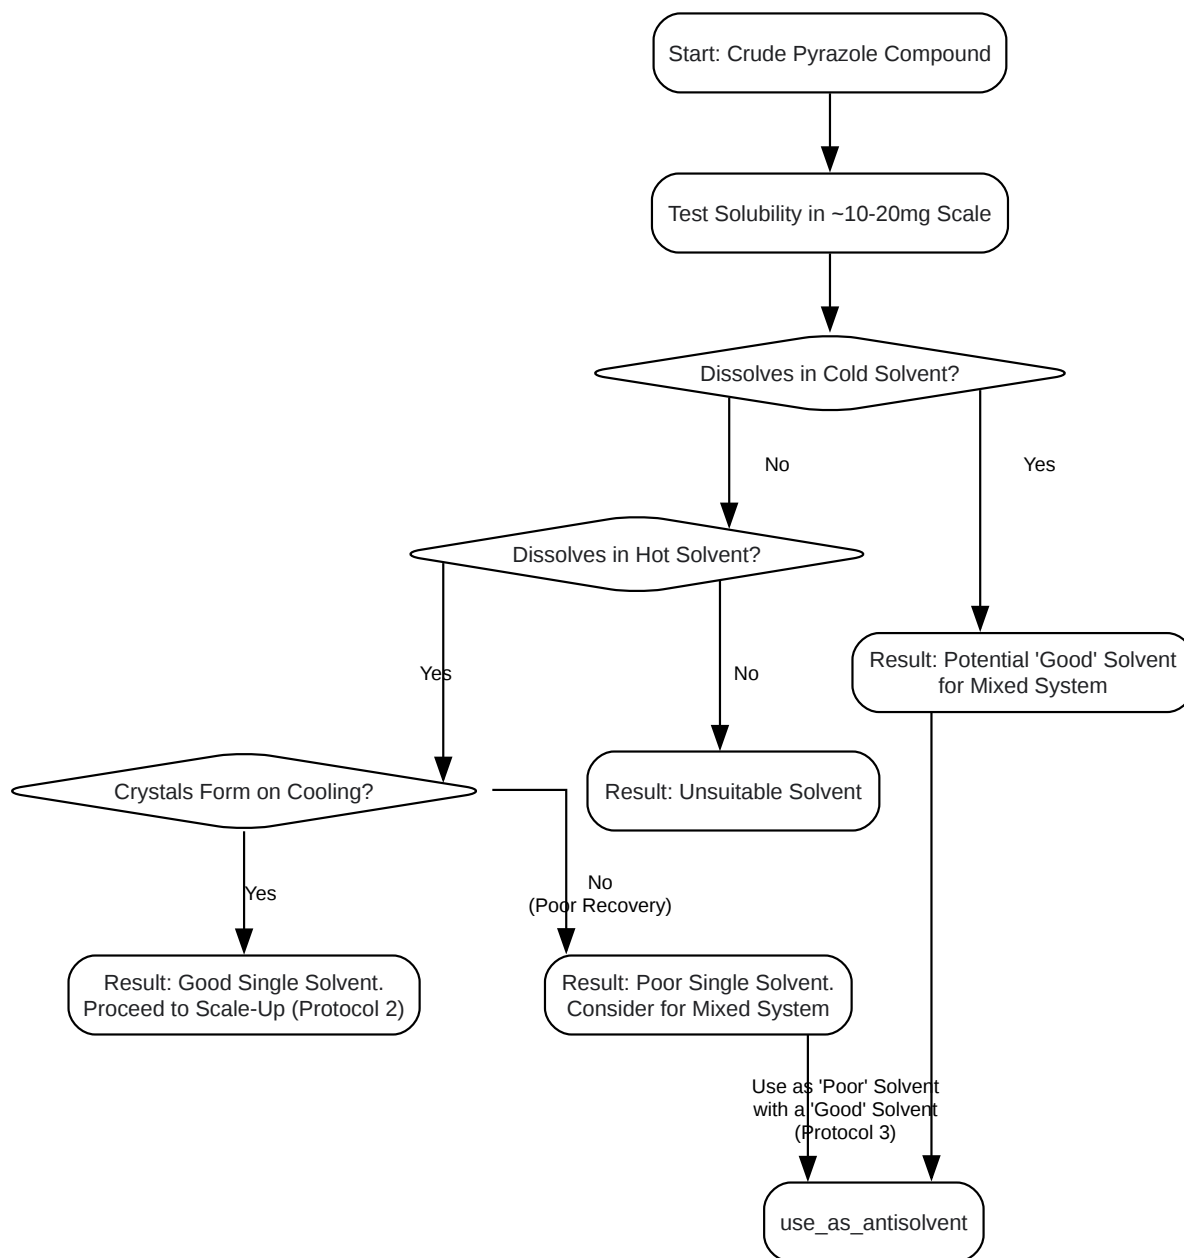 Start: Crude Pyrazole Compound
Test Solubility in ~10-20mg Scale
Dissolves in Cold Solvent?
No
Yes
Dissolves in Hot Solvent?
Result: Potential 'Good' Solvent
for Mixed System
Yes
No
Crystals Form on Cooling?
Result: Unsuitable Solvent
Yes
No
(Poor Recovery)
Result: Good Single Solvent.
Proceed to Scale-Up (Protocol 2)
Result: Poor Single Solvent.
Consider for Mixed System
Use as 'Poor' Solvent
with a 'Good' Solvent
(Protocol 3)
use_as_antisolvent